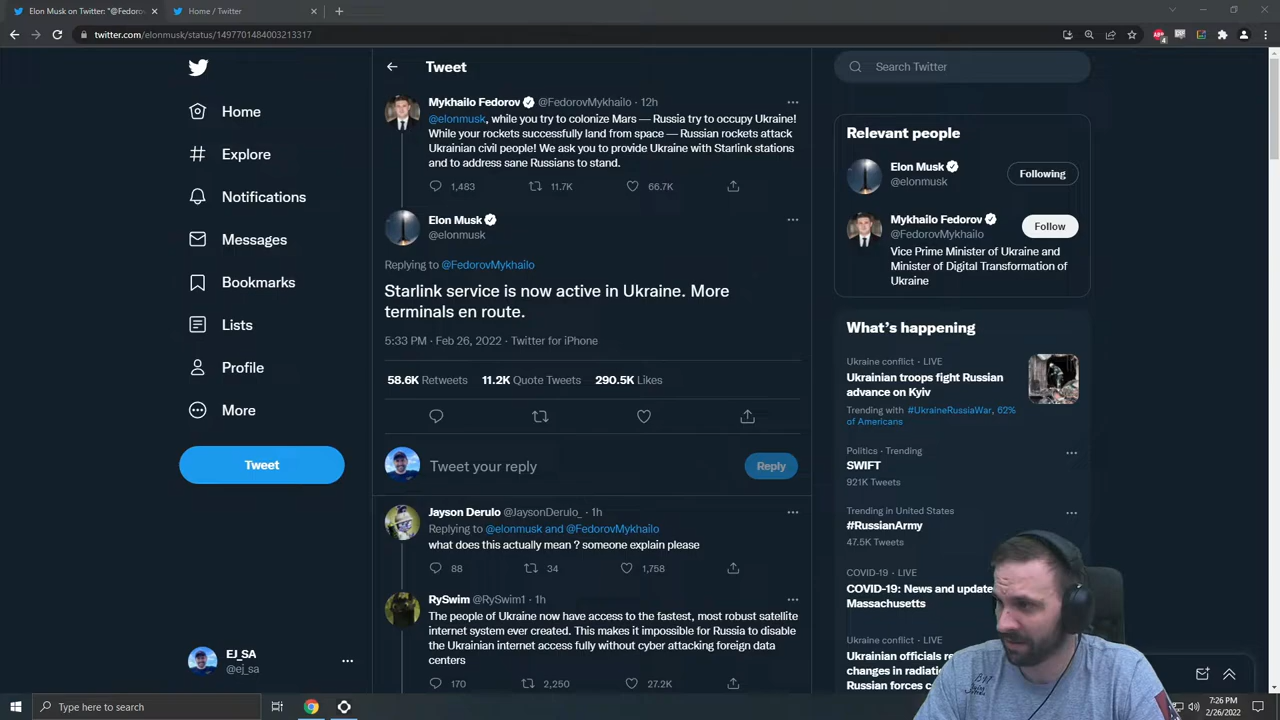 Elon Musk on Twitter: "@Fedorov
Home / Twitter
twitter.com/elonmusk/status/1497701484003213317
Home
Explore
Notifications
Messages
Bookmarks
Lists
Profile
More
Tweet
EJ_SA
@ej_sa
Tweet
Mykhailo Fedorov @FedorovMykhailo · 12h
@elonmusk, while you try to colonize Mars — Russia try to occupy Ukraine!
While your rockets successfully land from space — Russian rockets attack
Ukrainian civil people! We ask you to provide Ukraine with Starlink stations
and to address sane Russians to stand.
1,483 11.7K 66.7K
Elon Musk
@elonmusk
Replying to @FedorovMykhailo
Starlink service is now active in Ukraine. More
terminals en route.
5:33 PM · Feb 26, 2022 · Twitter for iPhone
58.6K Retweets 11.2K Quote Tweets 290.5K Likes
Tweet your reply
Reply
Jayson Derulo @JaysonDerulo_ · 1h
Replying to @elonmusk and @FedorovMykhailo
what does this actually mean ? someone explain please
88 34 1,758
RySwim @RySwim1 · 1h
The people of Ukraine now have access to the fastest, most robust satellite
internet system ever created. This makes it impossible for Russia to disable
the Ukrainian internet access fully without cyber attacking foreign data
centers
170 2,250 27.2K
Search Twitter
Relevant people
Elon Musk
@elonmusk
Following
Mykhailo Fedorov
@FedorovMykhailo
Follow
Vice Prime Minister of Ukraine and
Minister of Digital Transformation of
Ukraine
What's happening
Ukraine conflict · LIVE
Ukrainian troops fight Russian
advance on Kyiv
Trending with #UkraineRussiaWar, 62%
of Americans
Politics · Trending
SWIFT
921K Tweets
Trending in United States
#RussianArmy
47.5K Tweets
COVID-19 · LIVE
COVID-19: News and update
Massachusetts
Ukraine conflict · LIVE
Ukrainian officials re
changes in radiatio
Russian forces c
Type here to search
7:26 PM
2/26/2022